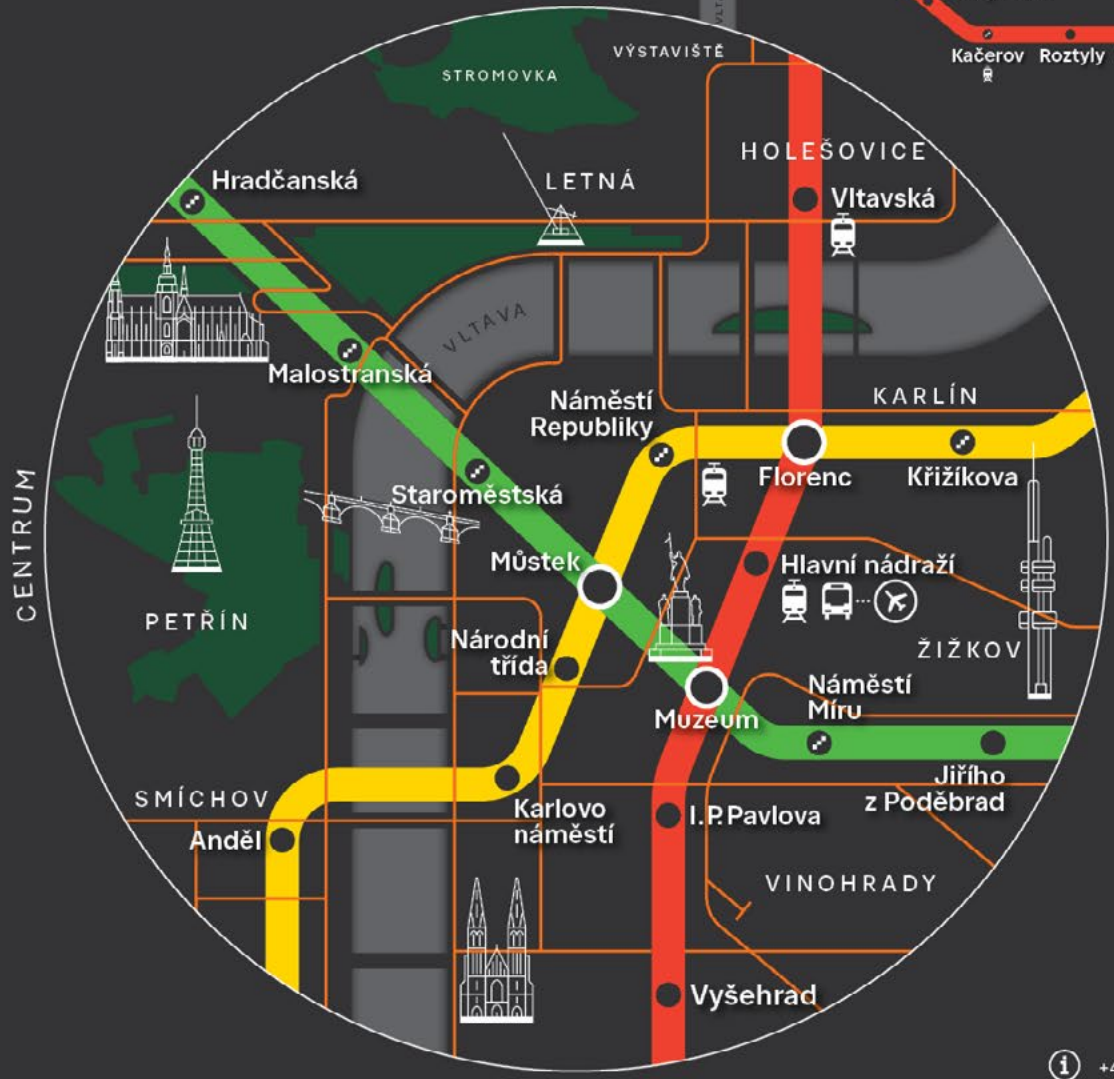 Kačerov
Roztyly
VÝSTAVIŠTĚ
STROMOVKA
HOLEŠOVICE
Hradčanská
LETNÁ
Vltavská
VLTAVA
Malostranská
Náměstí
Republiky
KARLÍN
Florenc
Křižíkova
CENTRUM
Staroměstská
Můstek
Hlavní nádraží
PETŘÍN
Národní
třída
ŽIŽKOV
Náměstí
Míru
Muzeum
Jiřího
z Poděbrad
SMÍCHOV
Anděl
Karlovo
náměstí
I.P.Pavlova
VINOHRADY
Vyšehrad
i